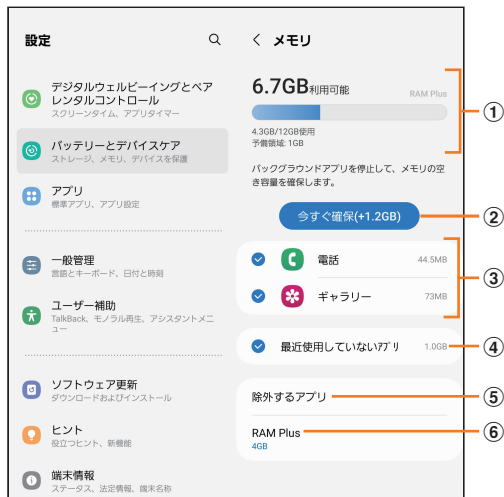 設定
デジタルウェルビーイングとペア
レンタルコントロール
スクリーンタイム、アプリタイマー
バッテリーとデバイスケア
ストレージ、メモリ、デバイスを保護
アプリ
標準アプリ、アプリ設定
一般管理
言語とキーボード、日付と時刻
ユーザー補助
TalkBack、モノラル再生、アシスタントメニ
ュー
ソフトウェア更新
ダウンロードおよびインストール
ヒント
役立つヒント、新機能
端末情報
ステータス、法定情報、端末名称
メモリ
6.7GB利用可能 RAM Plus
4.3GB/12GB使用
予備領域: 1GB
バックグラウンドアプリを停止して、メモリの空
き容量を確保します。
今すぐ確保(+1.2GB)
電話 44.5MB
ギャラリー 73MB
最近使用していないアプリ 1.0GB
除外するアプリ
RAM Plus
4GB
①
②
③
④
⑤
⑥